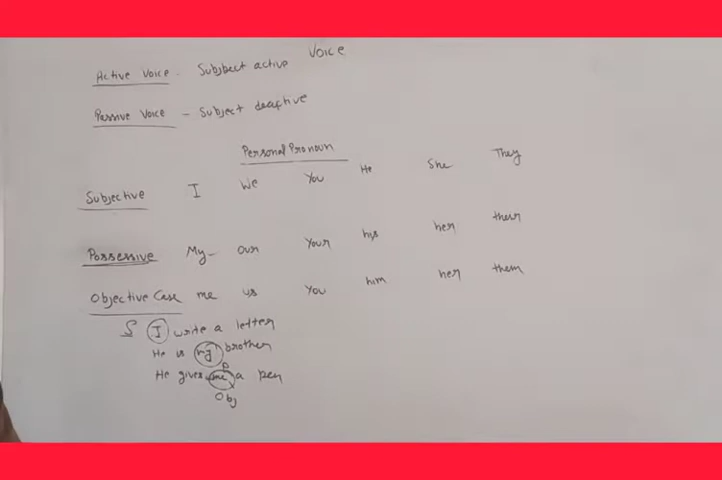 Voice
Active Voice - Subject active
Passive Voice - Subject deactive
Personal Pronoun
Subjective I We You He She They
Possessive My - our Your his her their
Objective Case me us You him her them
S I write a letter
He is my brother
He gives me a pen
Obj